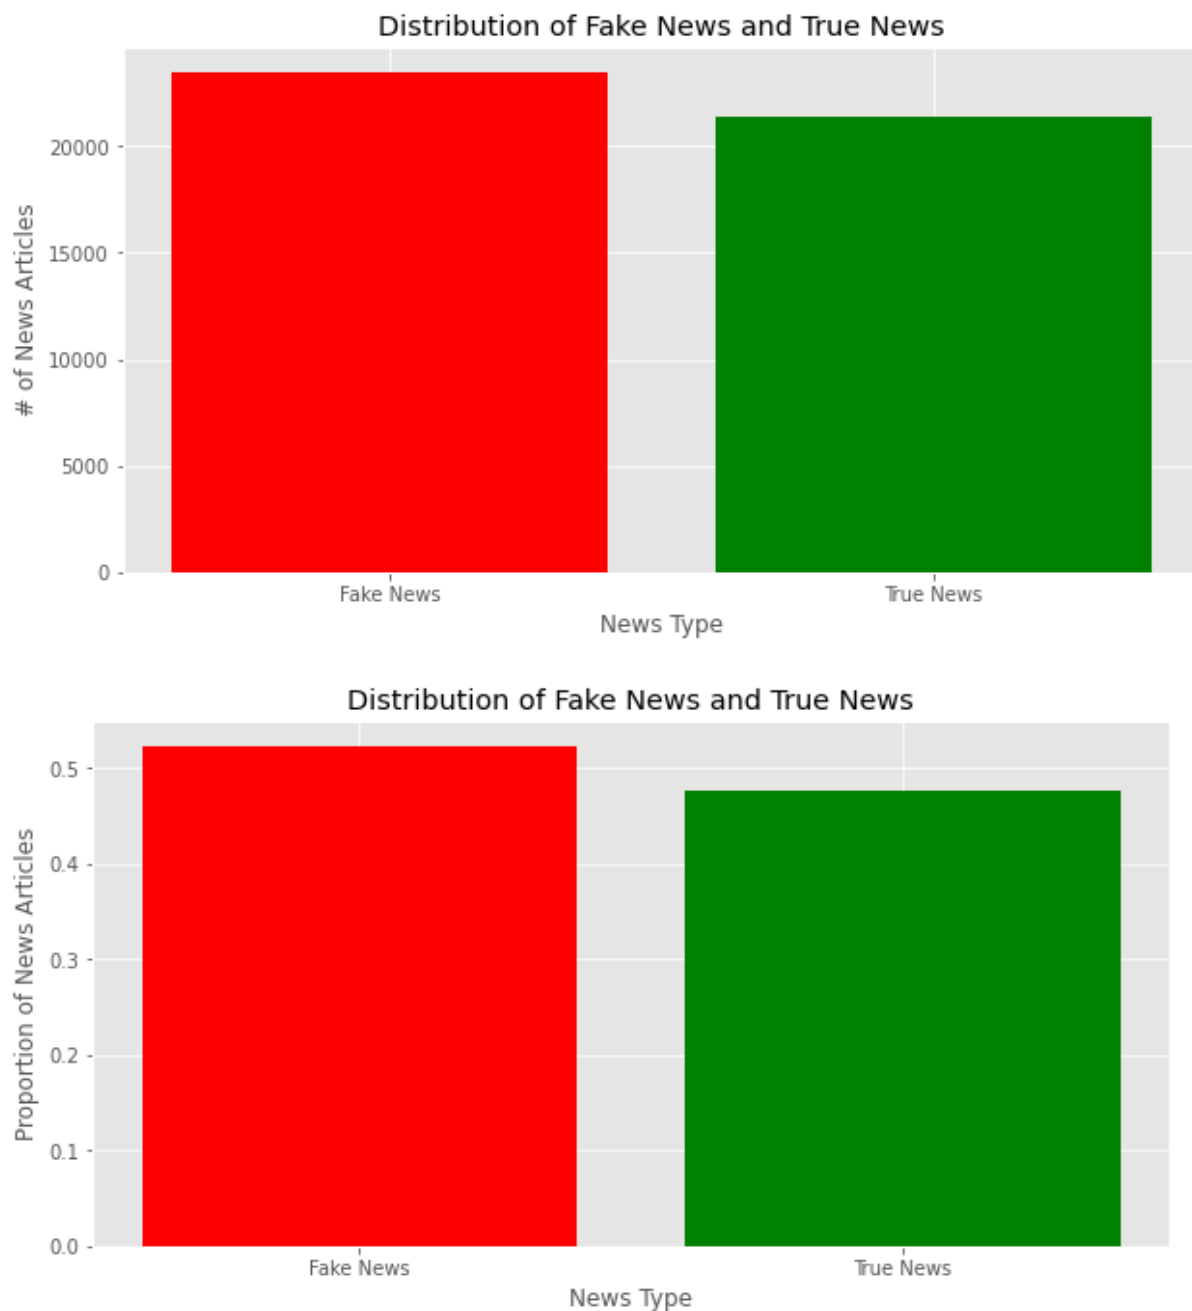 Distribution of Fake News and True News
# of News Articles
20000
15000
10000
5000
0
Fake News True News
News Type
Distribution of Fake News and True News
Proportion of News Articles
0.5
0.4
0.3
0.2
0.1
0.0
Fake News True News
News Type